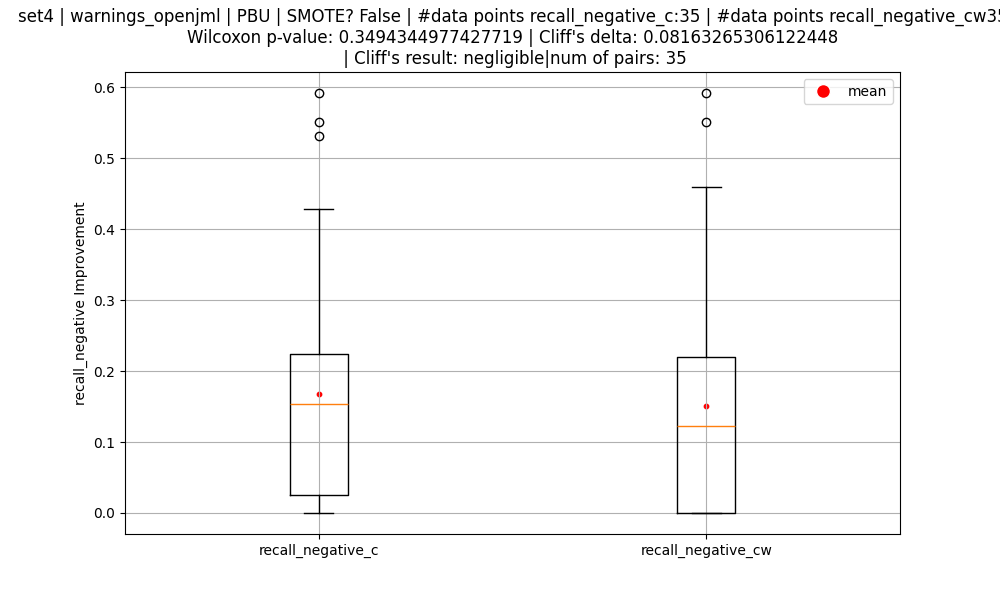 set4 | warnings_openjml | PBU | SMOTE? False | #data points recall_negative_c:35 | #data points recall_negative_cw35
Wilcoxon p-value: 0.3494344977427719 | Cliff's delta: 0.08163265306122448
| Cliff's result: negligible|num of pairs: 35
mean
0.6
0.5
0.4
0.3
0.2
0.1
0.0
recall_negative Improvement
recall_negative_c
recall_negative_cw